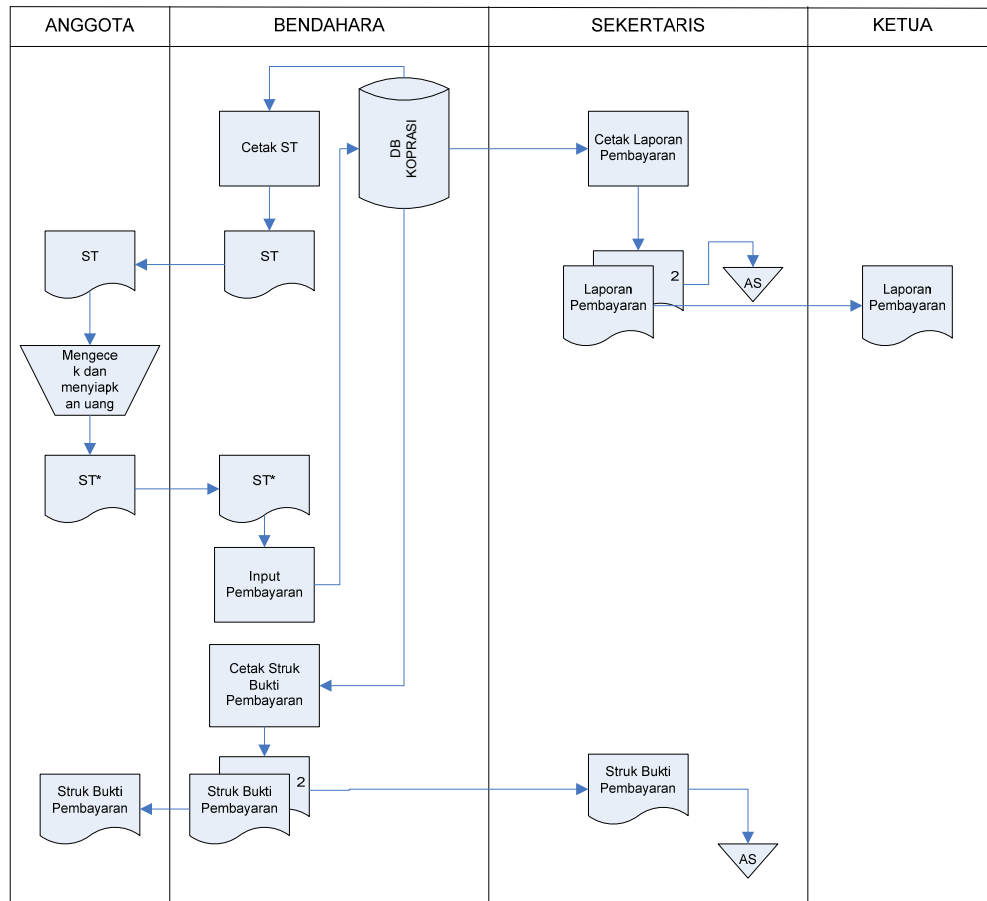 ANGGOTA
BENDAHARA
SEKERTARIS
KETUA
Cetak ST
DB
KOPRASI
Cetak Laporan
Pembayaran
ST
ST
2
Laporan
Pembayaran
AS
Laporan
Pembayaran
Mengece
k dan
menyiapk
an uang
ST*
ST*
Input
Pembayaran
Cetak Struk
Bukti
Pembayaran
Struk Bukti
Pembayaran
2
Struk Bukti
Pembayaran
Struk Bukti
Pembayaran
AS